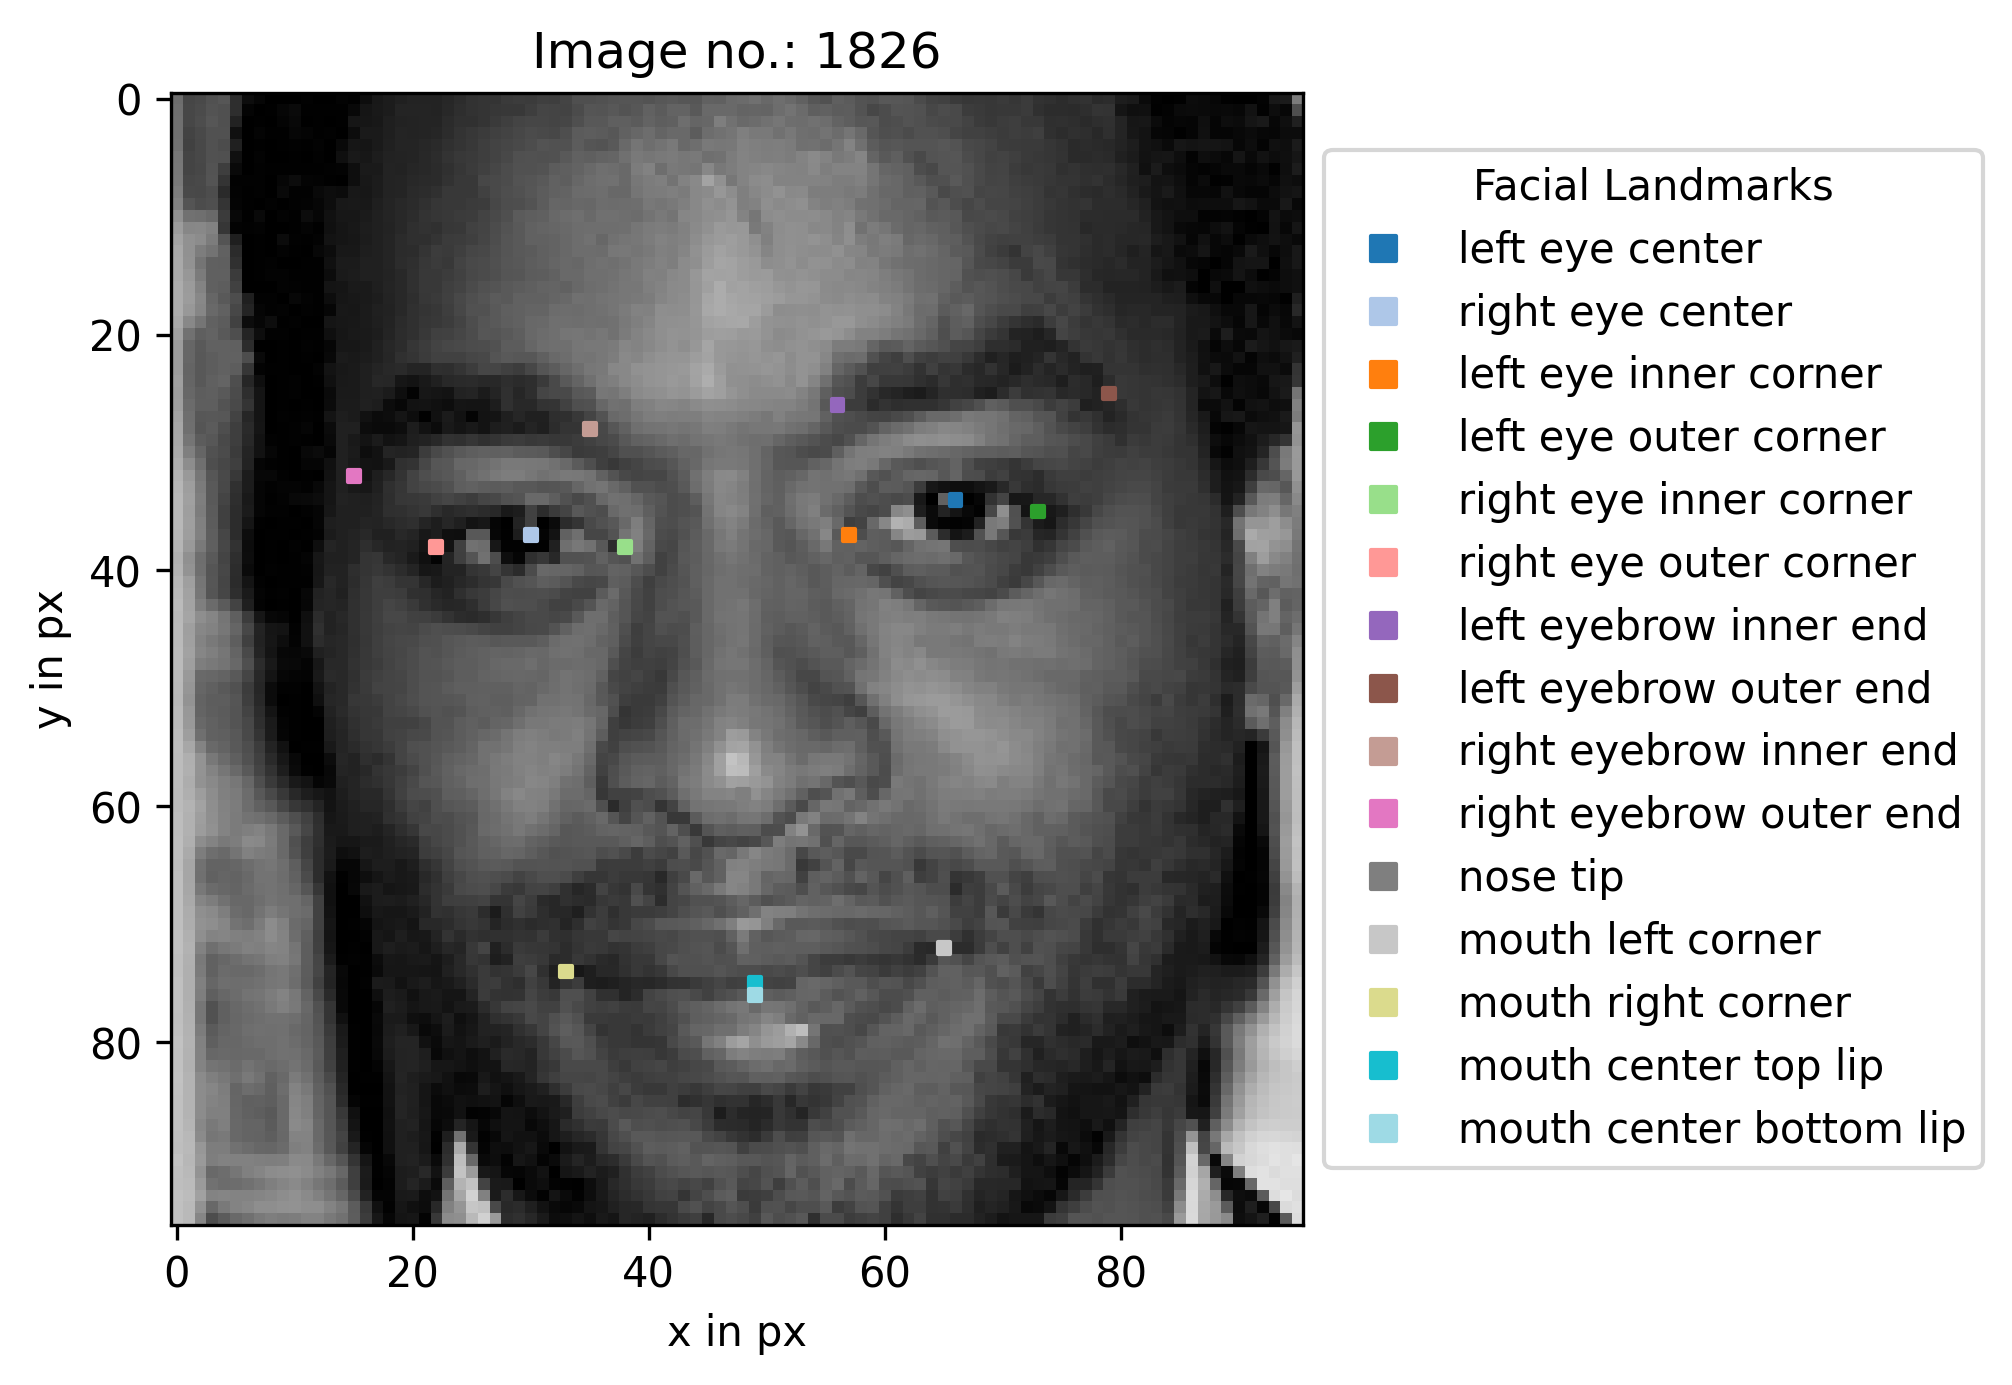 Image no.: 1826
0
20
40
60
80
y in px
0 20 40 60 80
x in px
Facial Landmarks
left eye center
right eye center
left eye inner corner
left eye outer corner
right eye inner corner
right eye outer corner
left eyebrow inner end
left eyebrow outer end
right eyebrow inner end
right eyebrow outer end
nose tip
mouth left corner
mouth right corner
mouth center top lip
mouth center bottom lip